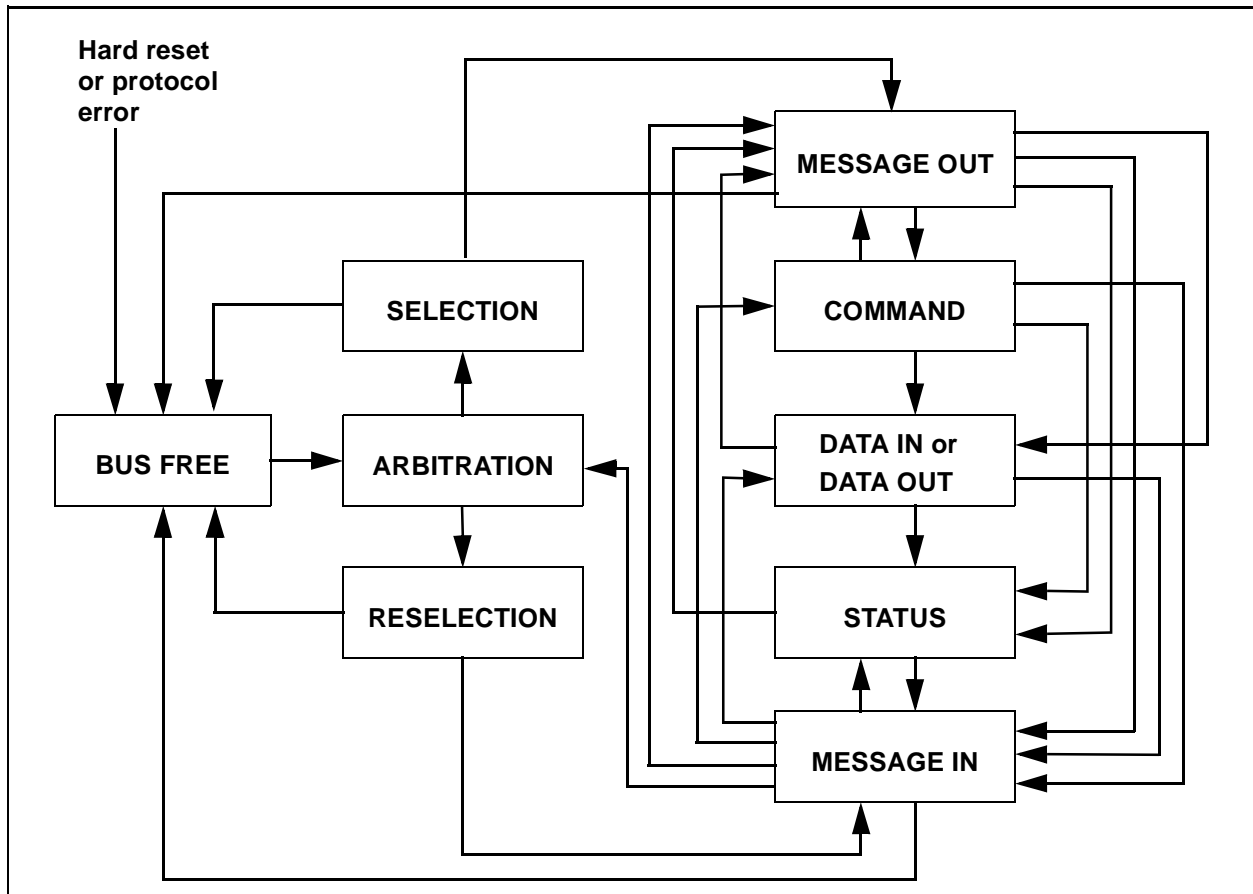 Hard reset
or protocol
error
MESSAGE OUT
SELECTION
COMMAND
BUS FREE
ARBITRATION
DATA IN or
DATA OUT
RESELECTION
STATUS
MESSAGE IN